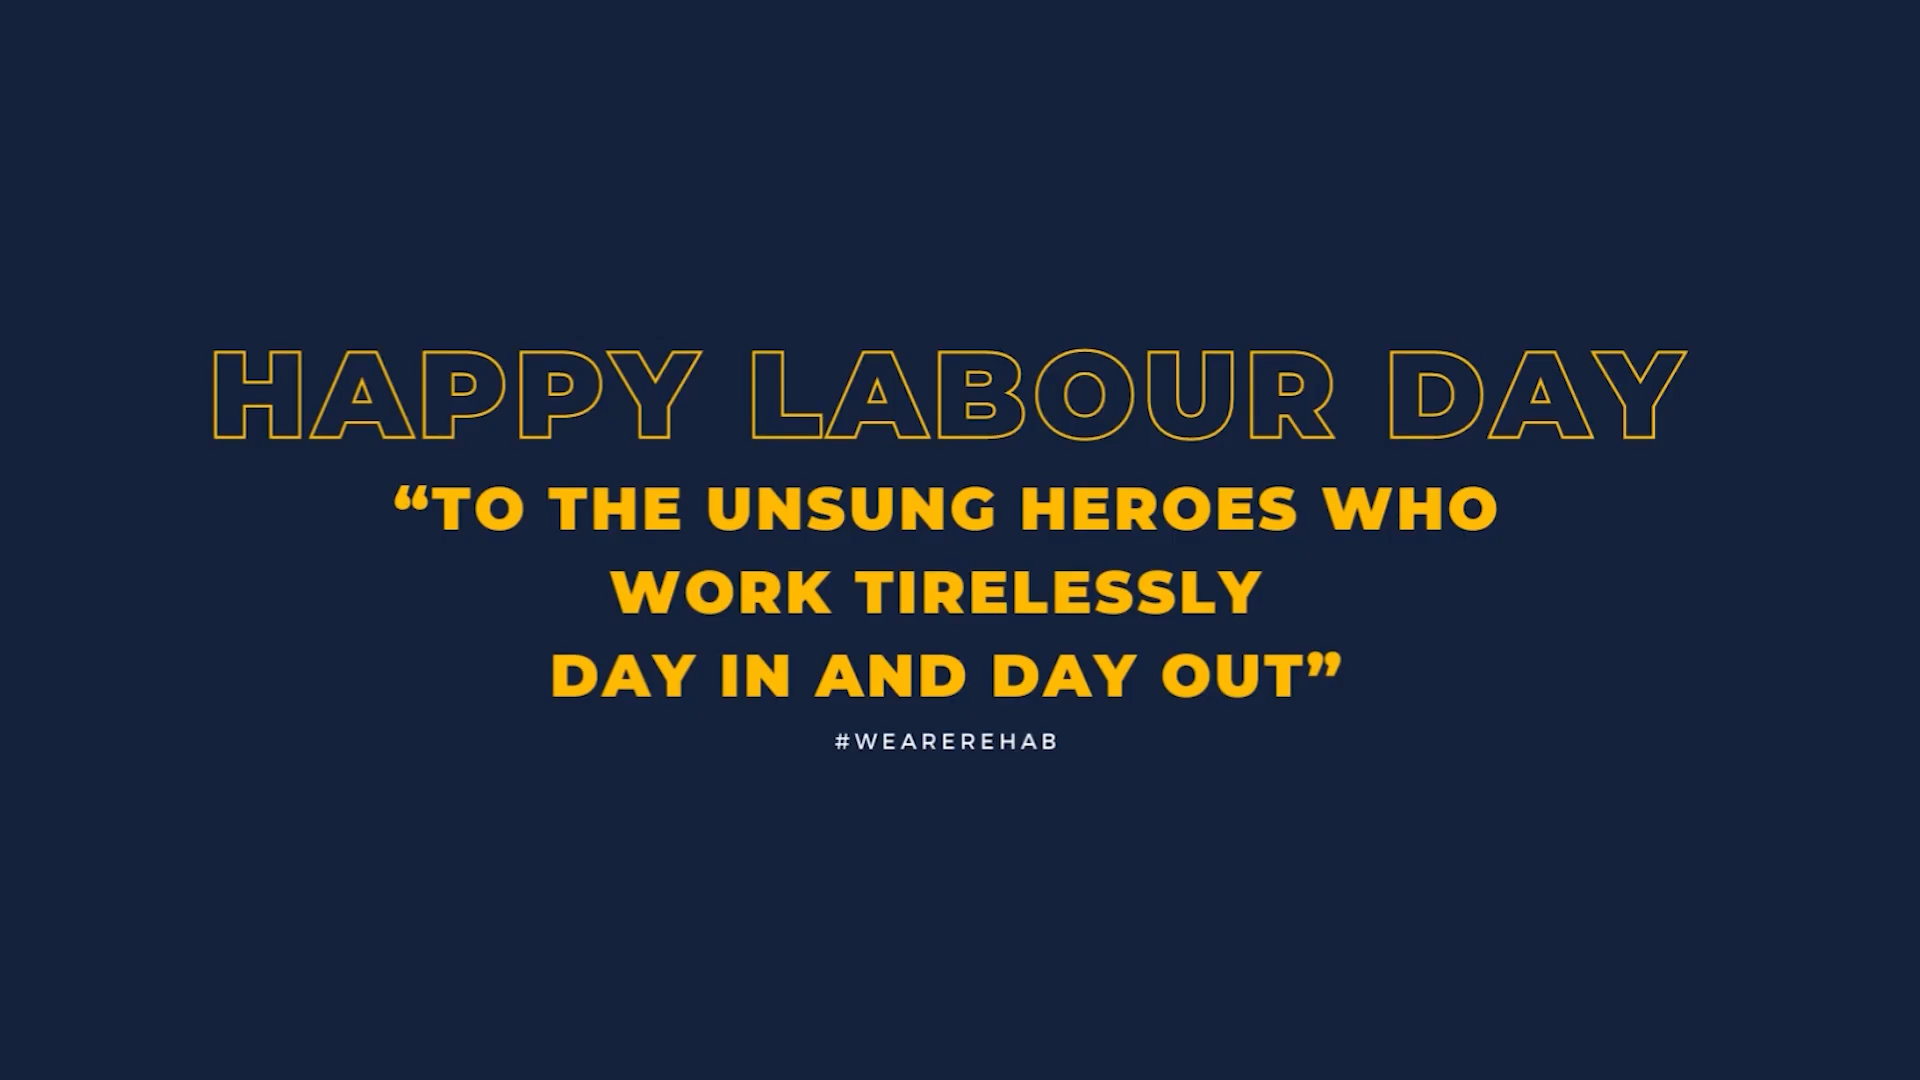 HAPPY LABOUR DAY
“TO THE UNSUNG HEROES WHO
WORK TIRELESSLY
DAY IN AND DAY OUT”
#WEAREREHAB